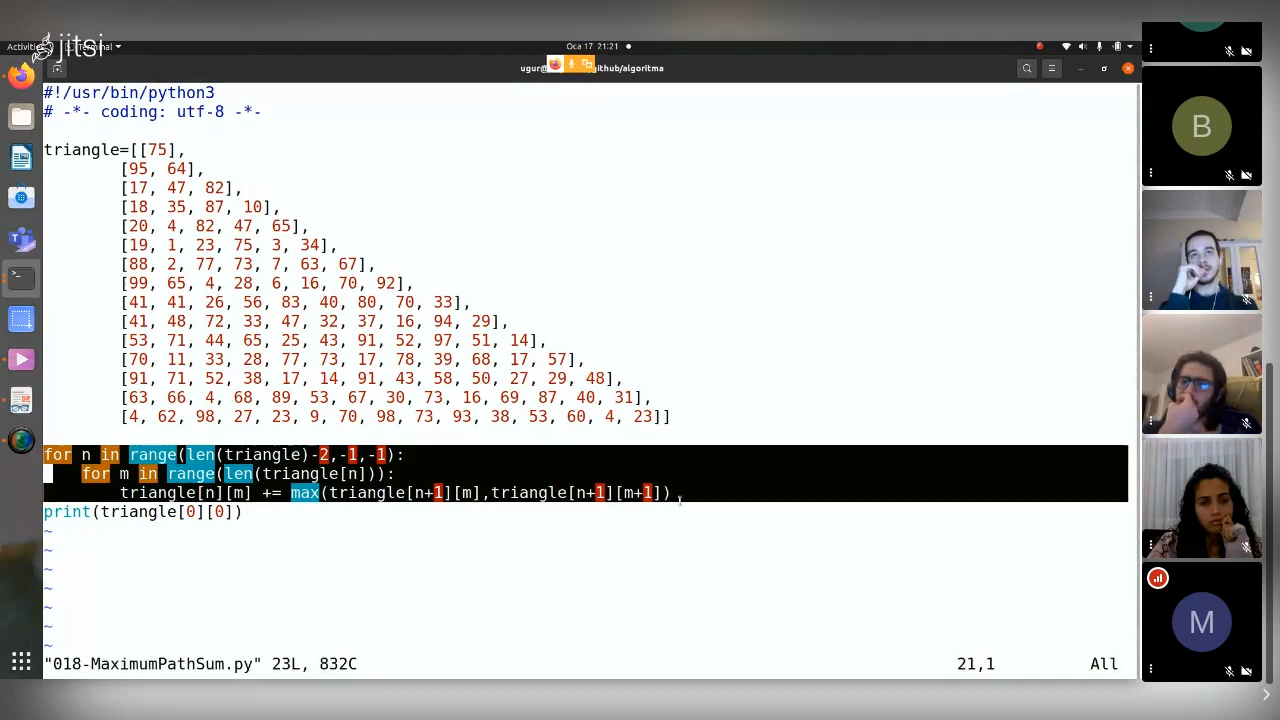 Activities
Terminal
jitsi
Oca 17 21:21
ugur@
github/algoritma
#!/usr/bin/python3
# -*- coding: utf-8 -*-
triangle=[[75],
[95, 64],
[17, 47, 82],
[18, 35, 87, 10],
[20, 4, 82, 47, 65],
[19, 1, 23, 75, 3, 34],
[88, 2, 77, 73, 7, 63, 67],
[99, 65, 4, 28, 6, 16, 70, 92],
[41, 41, 26, 56, 83, 40, 80, 70, 33],
[41, 48, 72, 33, 47, 32, 37, 16, 94, 29],
[53, 71, 44, 65, 25, 43, 91, 52, 97, 51, 14],
[70, 11, 33, 28, 77, 73, 17, 78, 39, 68, 17, 57],
[91, 71, 52, 38, 17, 14, 91, 43, 58, 50, 27, 29, 48],
[63, 66, 4, 68, 89, 53, 67, 30, 73, 16, 69, 87, 40, 31],
[4, 62, 98, 27, 23, 9, 70, 98, 73, 93, 38, 53, 60, 4, 23]]
for n in range(len(triangle)-2,-1,-1):
for m in range(len(triangle[n])):
triangle[n][m] += max(triangle[n+1][m],triangle[n+1][m+1])
print(triangle[0][0])
~
~
~
~
~
~
~
"018-MaximumPathSum.py" 23L, 832C
21,1
All
B
M